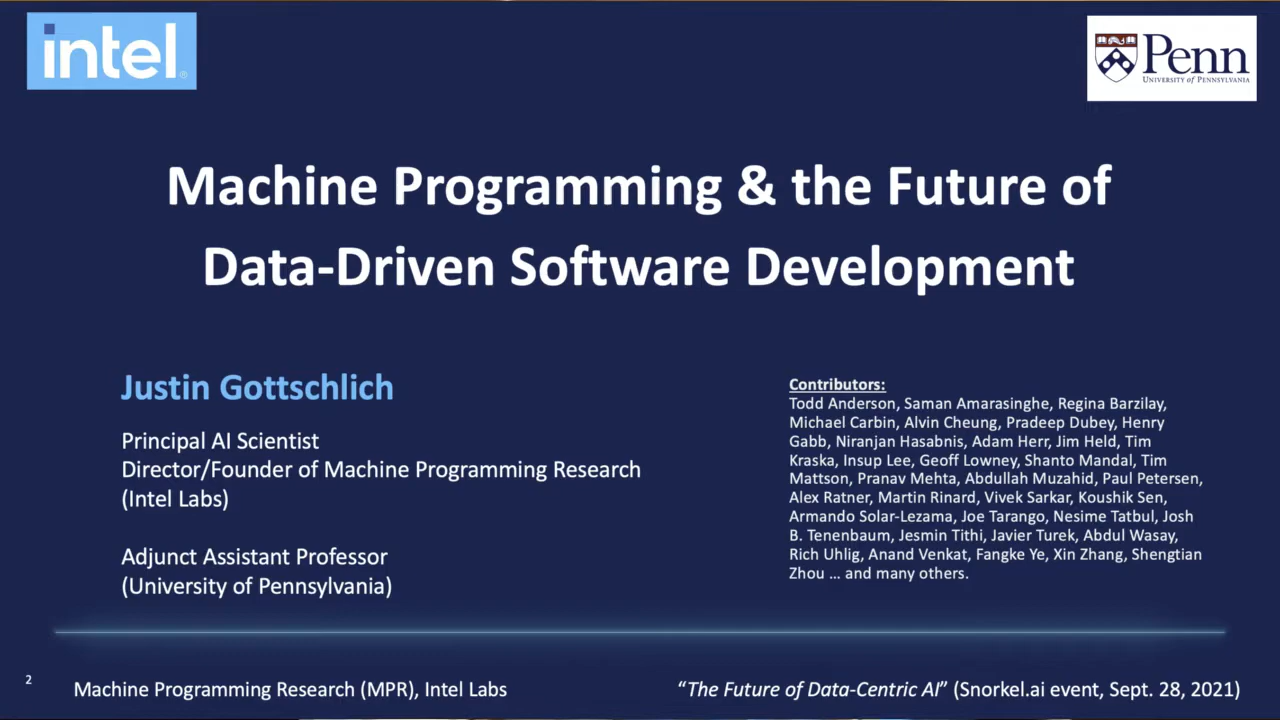 intel®
Penn
UNIVERSITY of PENNSYLVANIA
Machine Programming & the Future of
Data-Driven Software Development
Justin Gottschlich
Principal AI Scientist
Director/Founder of Machine Programming Research
(Intel Labs)
Adjunct Assistant Professor
(University of Pennsylvania)
Contributors:
Todd Anderson, Saman Amarasinghe, Regina Barzilay,
Michael Carbin, Alvin Cheung, Pradeep Dubey, Henry
Gabb, Niranjan Hasabnis, Adam Herr, Jim Held, Tim
Kraska, Insup Lee, Geoff Lowney, Shanto Mandal, Tim
Mattson, Pranav Mehta, Abdullah Muzahid, Paul Petersen,
Alex Ratner, Martin Rinard, Vivek Sarkar, Koushik Sen,
Armando Solar-Lezama, Joe Tarango, Nesime Tatbul, Josh
B. Tenenbaum, Jesmin Tithi, Javier Turek, Abdul Wasay,
Rich Uhlig, Anand Venkat, Fangke Ye, Xin Zhang, Shengtian
Zhou … and many others.
2
Machine Programming Research (MPR), Intel Labs
“The Future of Data-Centric AI” (Snorkel.ai event, Sept. 28, 2021)